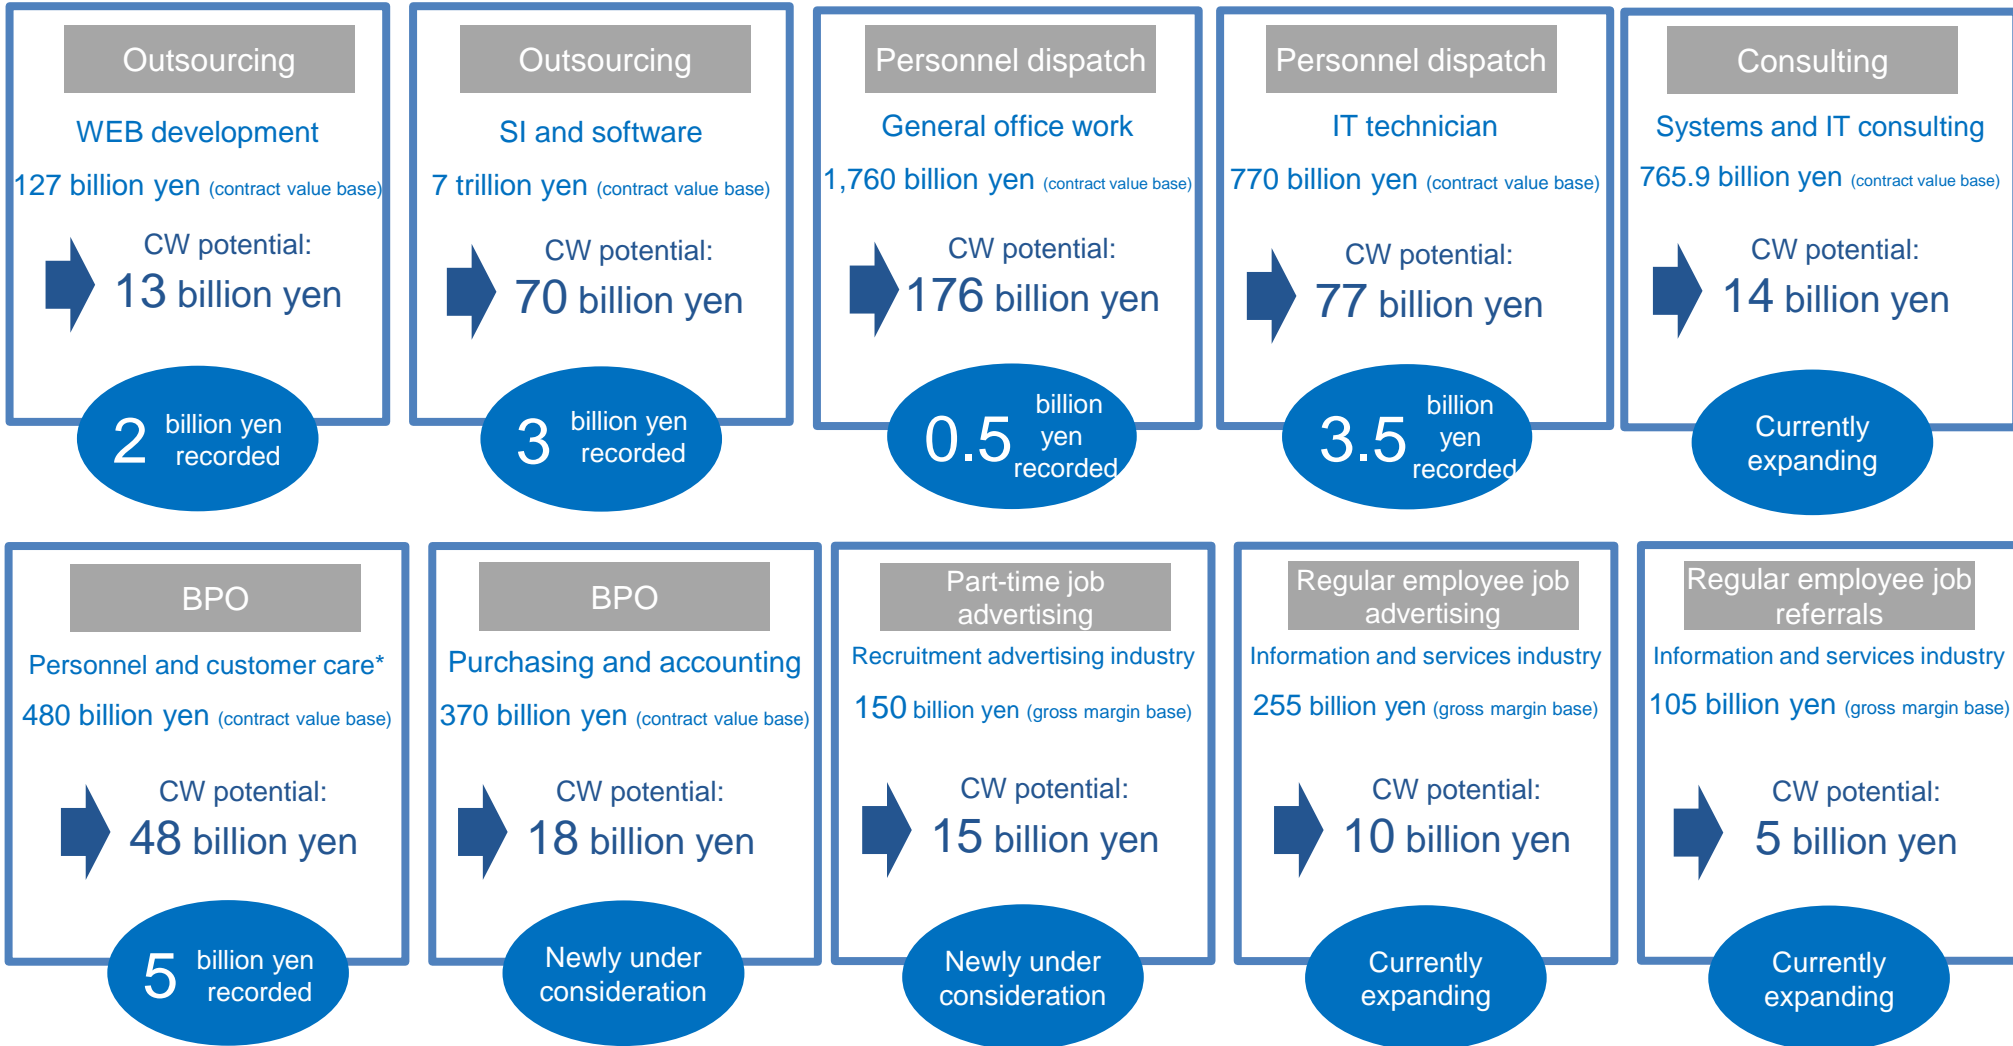 Outsourcing
WEB development
127 billion yen (contract value base)
CW potential:
13 billion yen
2 billion yen
recorded
Outsourcing
SI and software
7 trillion yen (contract value base)
CW potential:
70 billion yen
3 billion yen
recorded
Personnel dispatch
General office work
1,760 billion yen (contract value base)
CW potential:
176 billion yen
0.5 billion
yen
recorded
Personnel dispatch
IT technician
770 billion yen (contract value base)
CW potential:
77 billion yen
3.5 billion
yen
recorded
Consulting
Systems and IT consulting
765.9 billion yen (contract value base)
CW potential:
14 billion yen
Currently
expanding
BPO
Personnel and customer care*
480 billion yen (contract value base)
CW potential:
48 billion yen
5 billion yen
recorded
BPO
Purchasing and accounting
370 billion yen (contract value base)
CW potential:
18 billion yen
Newly under
consideration
Part-time job
advertising
Recruitment advertising industry
150 billion yen (gross margin base)
CW potential:
15 billion yen
Newly under
consideration
Regular employee job
advertising
Information and services industry
255 billion yen (gross margin base)
CW potential:
10 billion yen
Currently
expanding
Regular employee job
referrals
Information and services industry
105 billion yen (gross margin base)
CW potential:
5 billion yen
Currently
expanding